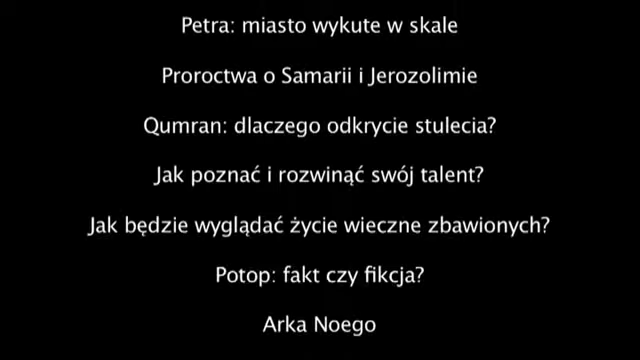 Petra: miasto wykute w skale
Proroctwa o Samarii i Jerozolimie
Qumran: dlaczego odkrycie stulecia?
Jak poznać i rozwinąć swój talent?
Jak będzie wyglądać życie wieczne zbawionych?
Potop: fakt czy fikcja?
Arka Noego